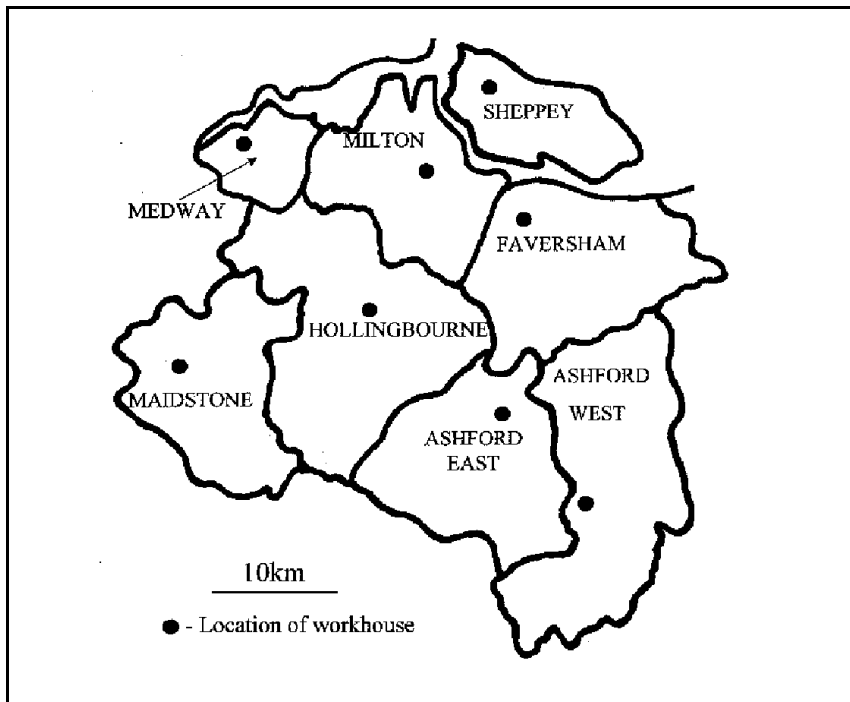 SHEPPEY
MILTON
MEDWAY
FAVERSHAM
HOLLINGBOURNE
MAIDSTONE
ASHFORD
WEST
ASHFORD
EAST
10km
- Location of workhouse